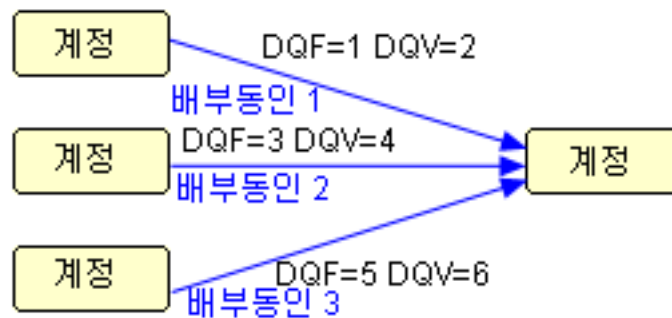 계정
DQF=1 DQV=2
배부동인 1
계정
DQF=3 DQV=4
배부동인 2
계정
계정
DQF=5 DQV=6
배부동인 3